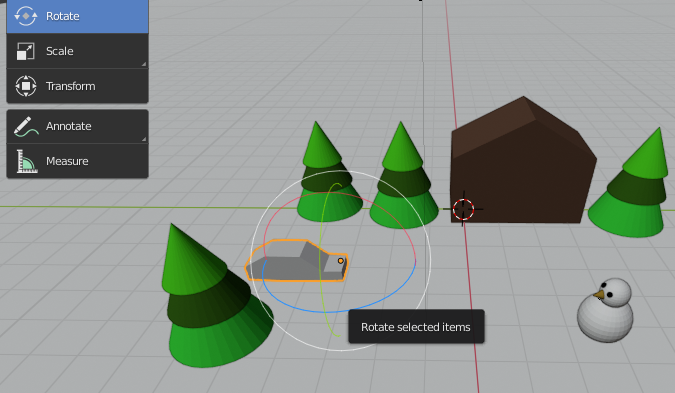 Rotate
Scale
Transform
Annotate
Measure
Rotate selected items